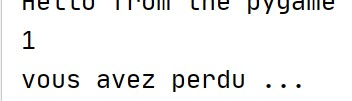 Hello from the pygame
1
vous avez perdu ...